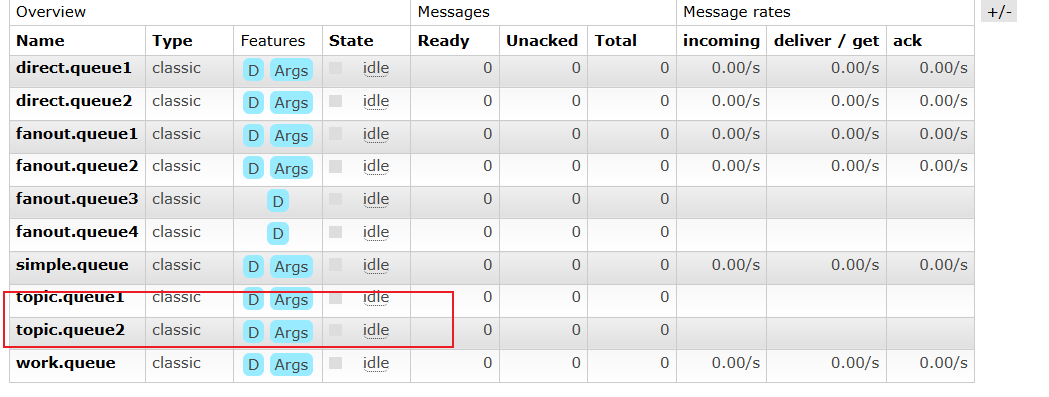 Overview Messages Message rates +/-
Name Type Features State Ready Unacked Total incoming deliver / get ack
direct.queue1 classic D Args idle 0 0 0 0.00/s 0.00/s 0.00/s
direct.queue2 classic D Args idle 0 0 0 0.00/s 0.00/s 0.00/s
fanout.queue1 classic D Args idle 0 0 0 0.00/s 0.00/s 0.00/s
fanout.queue2 classic D Args idle 0 0 0 0.00/s 0.00/s 0.00/s
fanout.queue3 classic D idle 0 0 0
fanout.queue4 classic D idle 0 0 0
simple.queue classic D Args idle 0 0 0 0.00/s 0.00/s 0.00/s
topic.queue1 classic D Args idle 0 0 0
topic.queue2 classic D Args idle 0 0 0
work.queue classic D Args idle 0 0 0 0.00/s 0.00/s 0.00/s